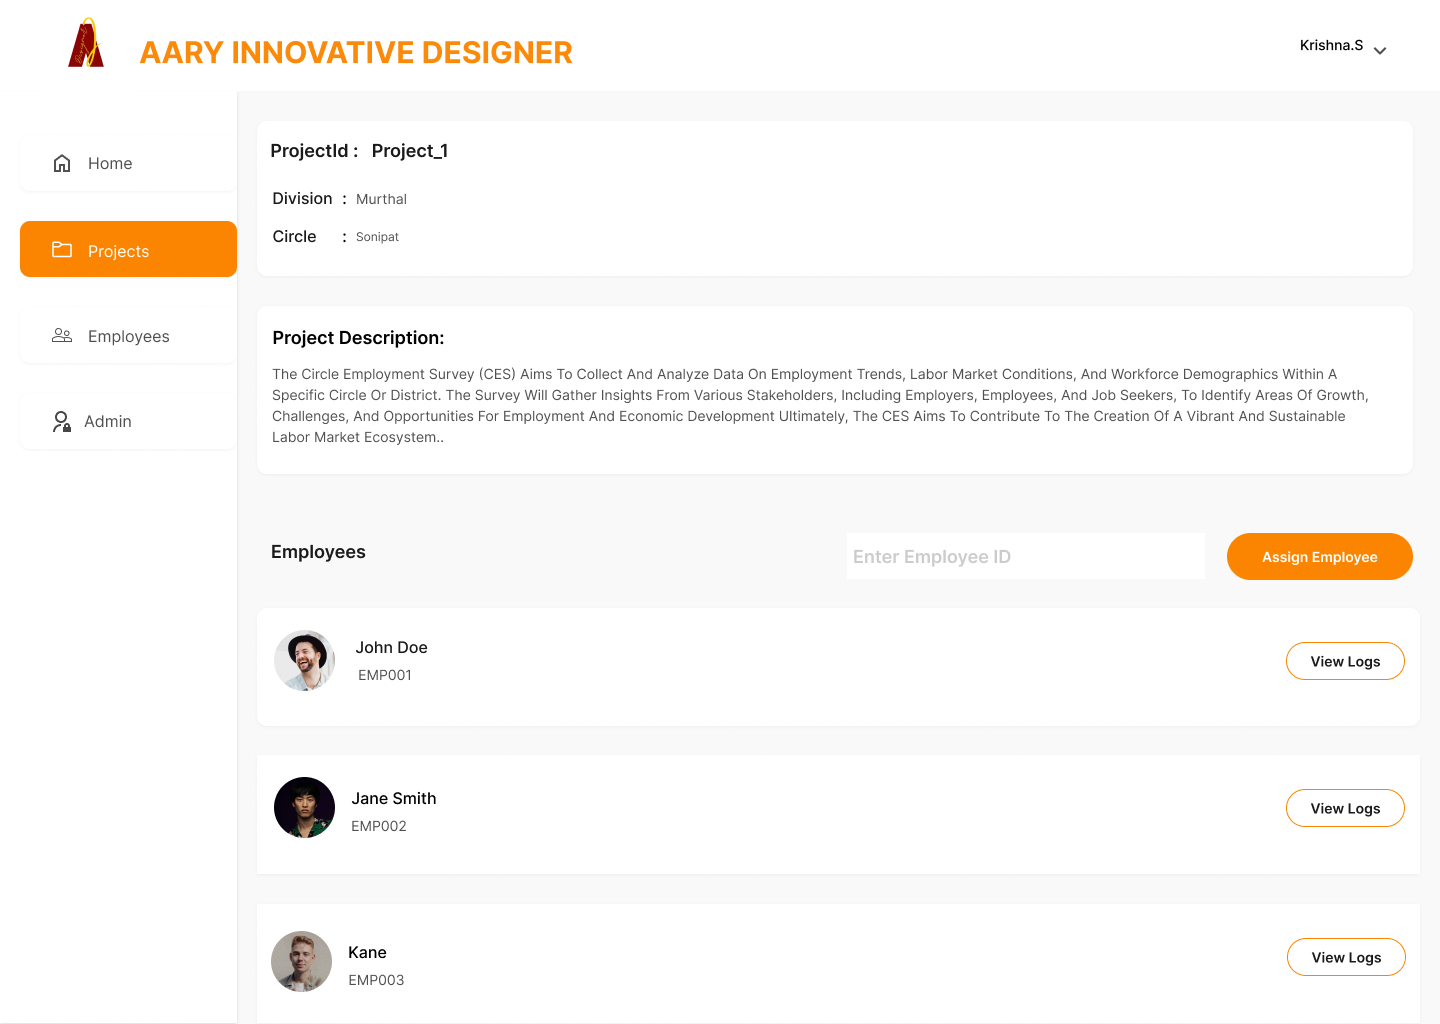 AARY INNOVATIVE DESIGNER
Krishna.S
Home
Projects
Employees
Admin
ProjectId : Project_1
Division : Murthal
Circle : Sonipat
Project Description:
The Circle Employment Survey (CES) Aims To Collect And Analyze Data On Employment Trends, Labor Market Conditions, And Workforce Demographics Within A
Specific Circle Or District. The Survey Will Gather Insights From Various Stakeholders, Including Employers, Employees, And Job Seekers, To Identify Areas Of Growth,
Challenges, And Opportunities For Employment And Economic Development Ultimately, The CES Aims To Contribute To The Creation Of A Vibrant And Sustainable
Labor Market Ecosystem..
Employees
Enter Employee ID
Assign Employee
John Doe
EMP001
View Logs
Jane Smith
EMP002
View Logs
Kane
EMP003
View Logs